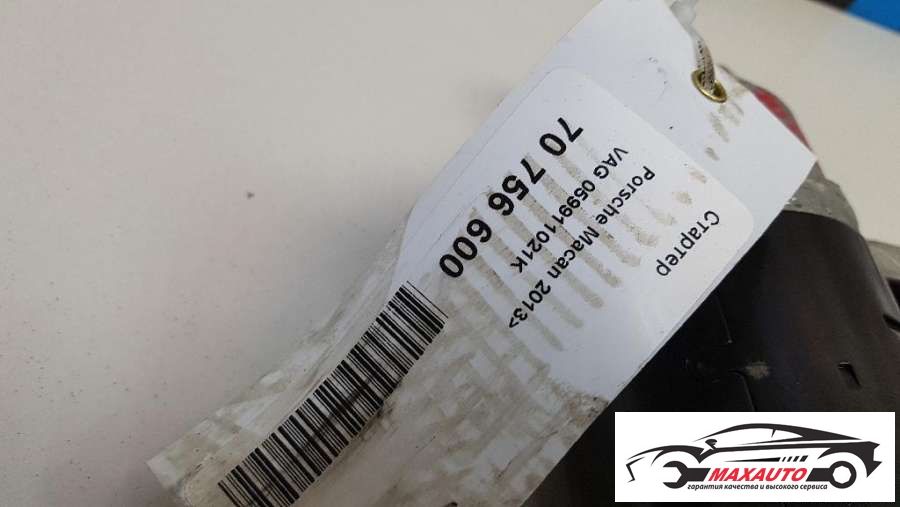 Стартер
Porsche Macan 2013>
VAG 059911021K
70 756 600
MAXAUTO
гарантия качества и высокого сервиса